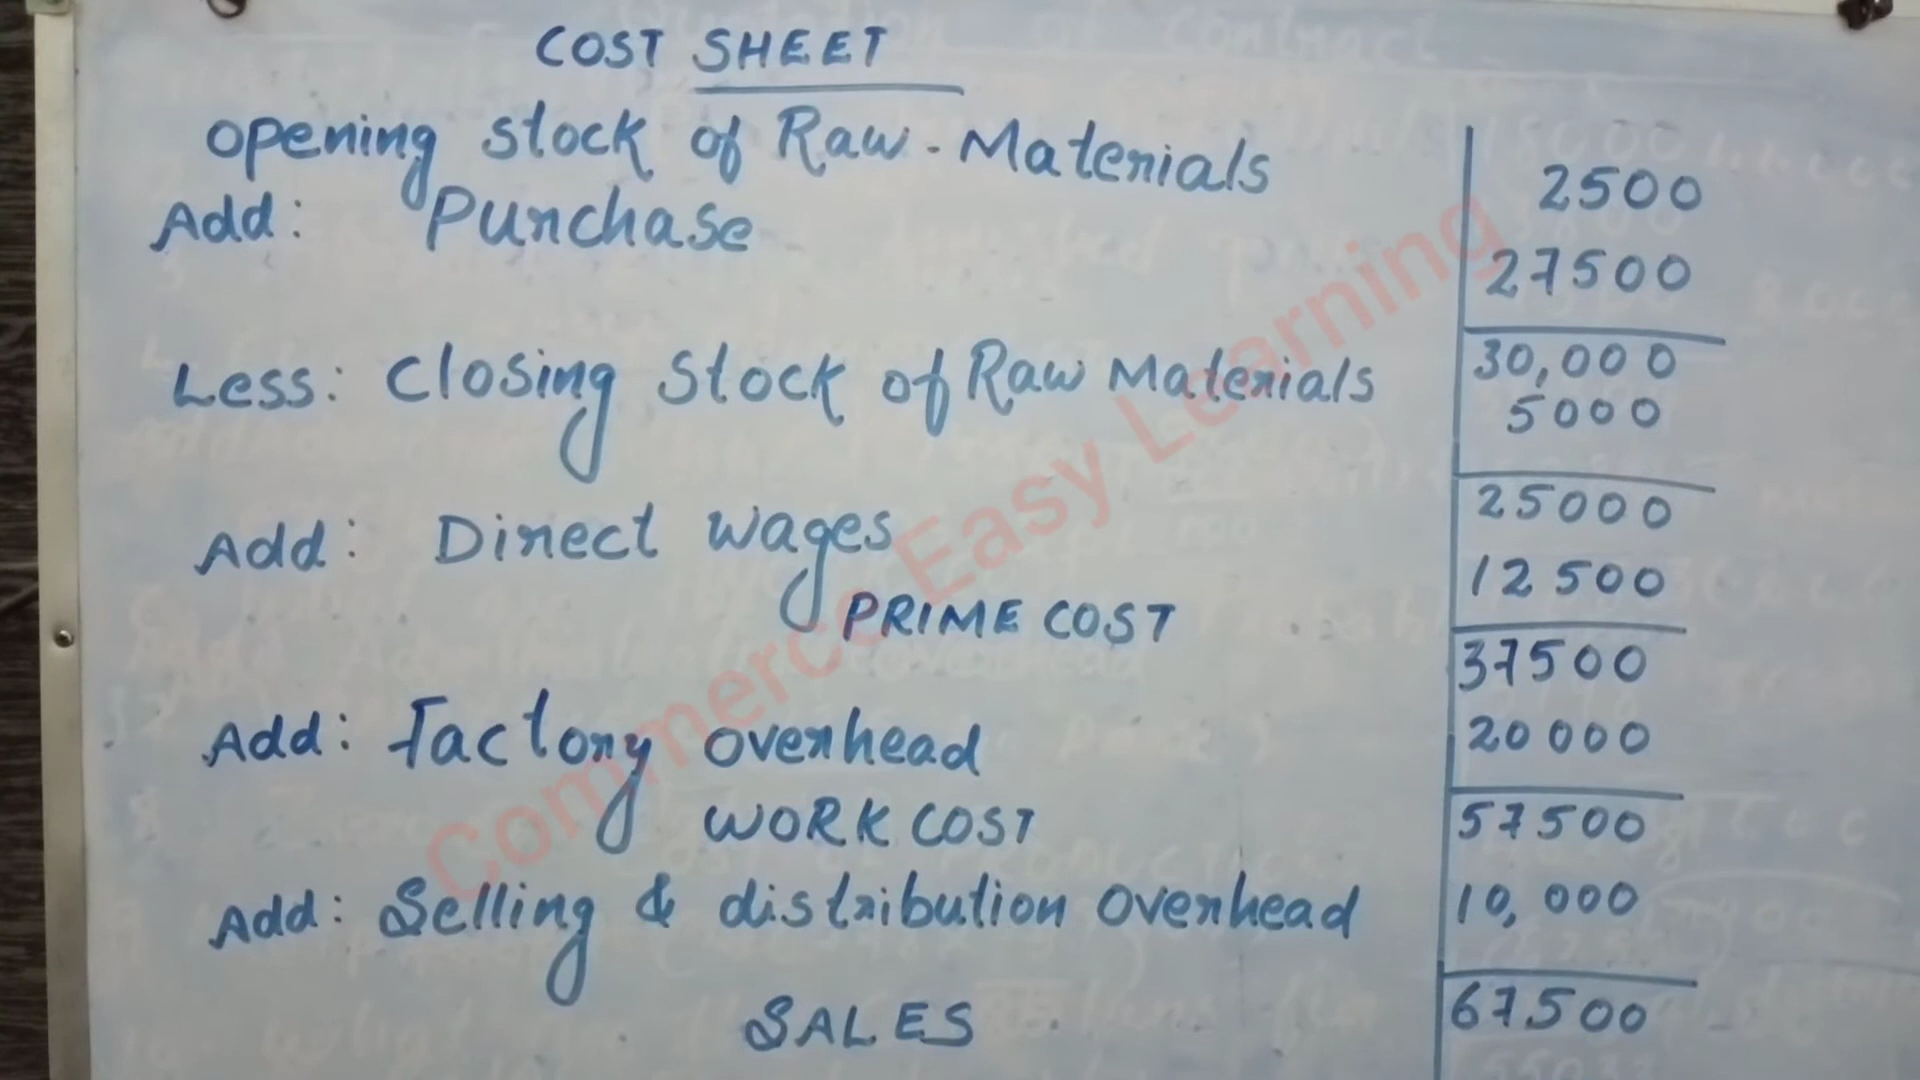 COST SHEET
Opening stock of Raw-Materials 2500
Add: Purchase 27500
30,000
Less: Closing Stock of Raw Materials 5000
25000
Add: Direct wages 12500
PRIME COST 37500
Add: Factory overhead 20000
WORK COST 57500
Add: Selling & distribution overhead 10,000
SALES 67500
Commerce Easy Learning